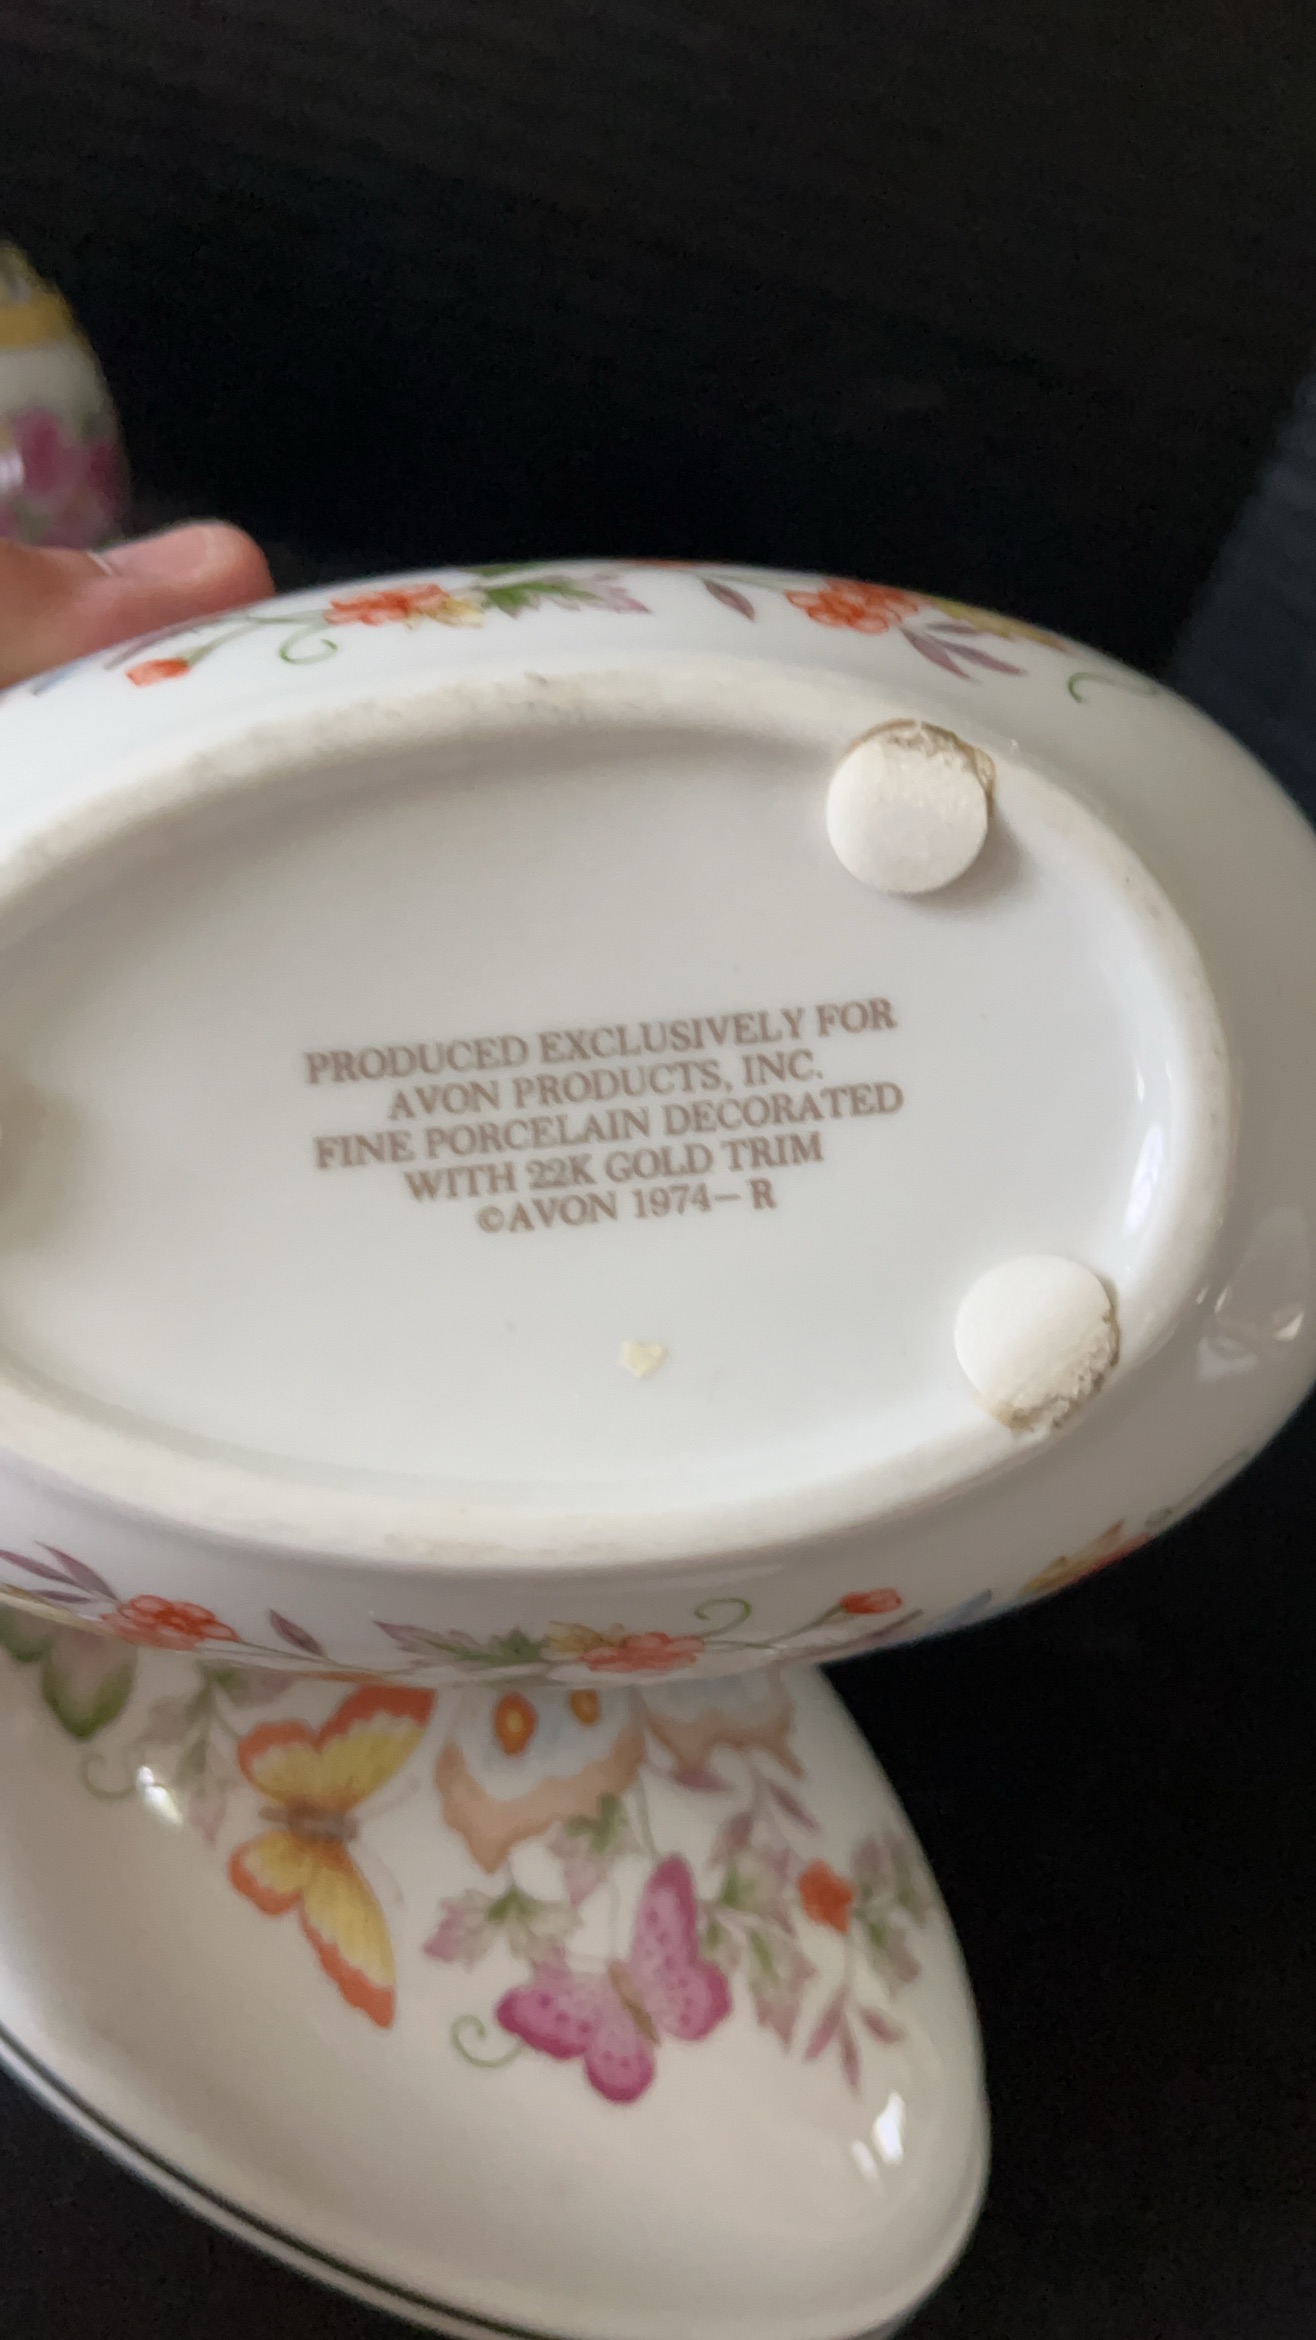 PRODUCED EXCLUSIVELY FOR
AVON PRODUCTS, INC.
FINE PORCELAIN DECORATED
WITH 22K GOLD TRIM
©AVON 1974— R